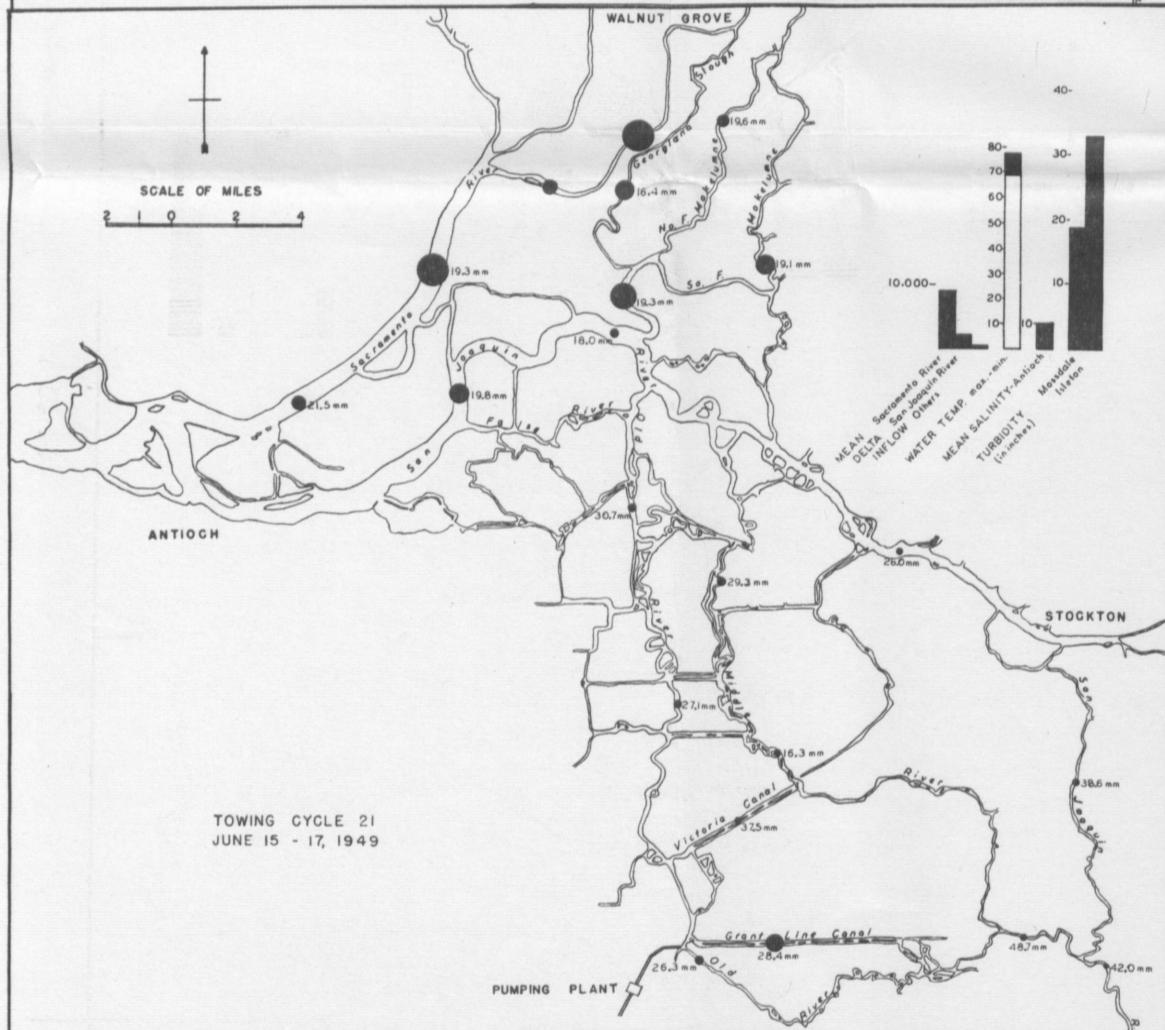 WALNUT GROVE
SCALE OF MILES
2 0 2 4
River
Georgiana Slough
19.6 mm
16.4 mm
No. F. Mokelumne
Mokelumne
19.3 mm
19.1 mm
So. F.
19.3 mm
18.0 mm
Sacramento
Joaquin
River
21.5 mm
19.8 mm
False River
Old
San
ANTIOCH
30.7 mm
29.3 mm
26.0 mm
STOCKTON
River
Middle
27.1 mm
16.3 mm
San
Joaquin
38.6 mm
River
Victoria Canal
37.5 mm
TOWING CYCLE 21
JUNE 15 - 17, 1949
Grant Line Canal
28.4 mm
48.7 mm
42.0 mm
26.3 mm
Old
River
R
PUMPING PLANT
40-
30-
20-
10-
80-
70-
60-
50-
40-
30-
20-
10-
10-
10,000-
MEAN Sacramento River
DELTA San Joaquin River
INFLOW Others
WATER TEMP. max.-min.
MEAN SALINITY-Antioch
TURBIDITY Mossdale
(in inches) Isleton